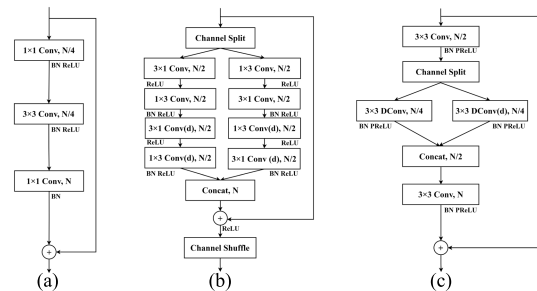 1×1 Conv, N/4
BN ReLU
3×3 Conv, N/4
BN ReLU
1×1 Conv, N
BN
+
(a)
Channel Split
3×1 Conv, N/2 1×3 Conv, N/2
ReLU ReLU
1×3 Conv, N/2 3×1 Conv, N/2
BN ReLU BN ReLU
3×1 Conv(d), N/2 1×3 Conv(d), N/2
ReLU ReLU
1×3 Conv(d), N/2 3×1 Conv (d), N/2
BN ReLU BN ReLU
Concat, N
+
ReLU
Channel Shuffle
(b)
3×3 Conv, N/2
BN PReLU
Channel Split
3×3 DConv, N/4 3×3 DConv(d), N/4
BN PReLU BN PReLU
Concat, N/2
3×3 Conv, N
BN PReLU
+
(c)